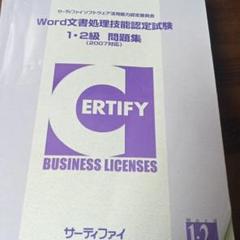 サーティファイソフトウェア活用能力認定委員会
Word文書処理技能認定試験
1・2級 問題集
(2007対応)
CERTIFY
BUSINESS LICENSES
サーティファイ
1・2